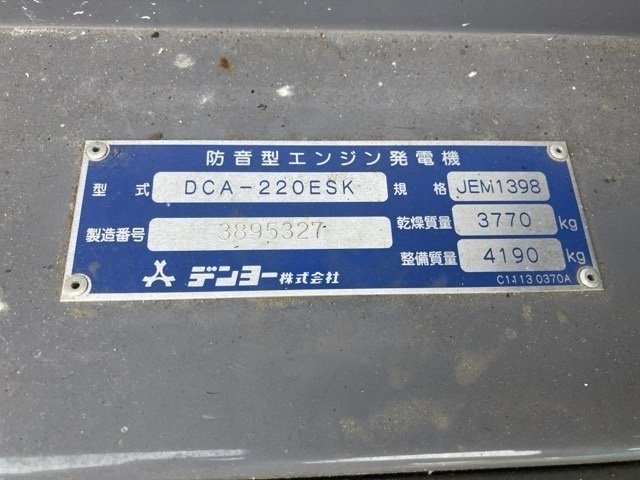 防音型エンジン発電機
型式 DCA-220ESK 規格 JEM1398
製造番号 3895327 乾燥質量 3770 kg
整備質量 4190 kg
デンヨー株式会社 C1113 0370A